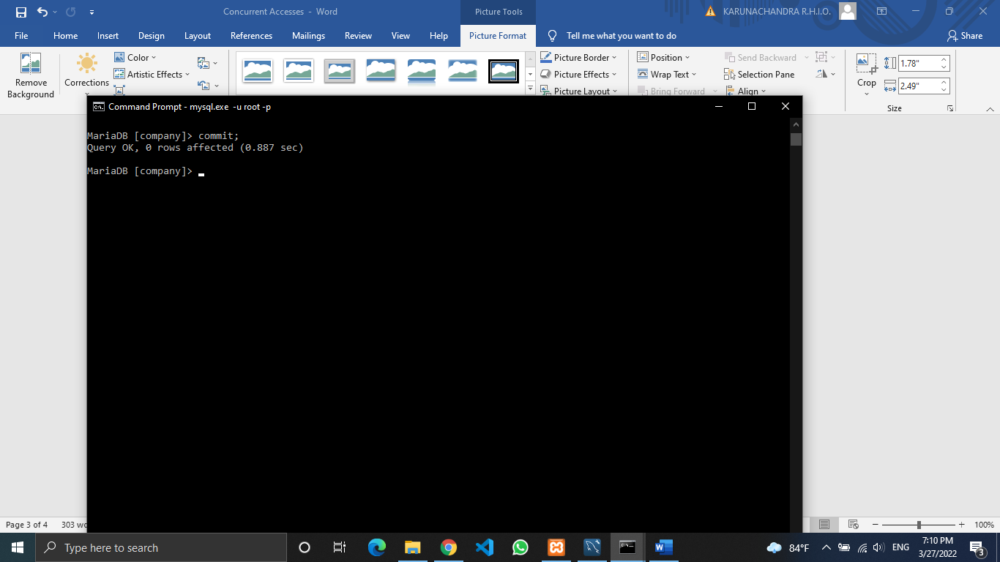 Concurrent Accesses - Word
Picture Tools
KARUNACHANDRA R.H.I.O.
File Home Insert Design Layout References Mailings Review View Help Picture Format Tell me what you want to do Share
Remove Background
Corrections
Color
Artistic Effects
Picture Border
Picture Effects
Picture Layout
Position
Wrap Text
Bring Forward
Send Backward
Selection Pane
Align
Crop
1.78"
2.49"
Size
Command Prompt - mysql.exe -u root -p
MariaDB [company]> commit;
Query OK, 0 rows affected (0.887 sec)
MariaDB [company]>
Page 3 of 4
100%
Type here to search
84°F
ENG
7:10 PM
3/27/2022
3